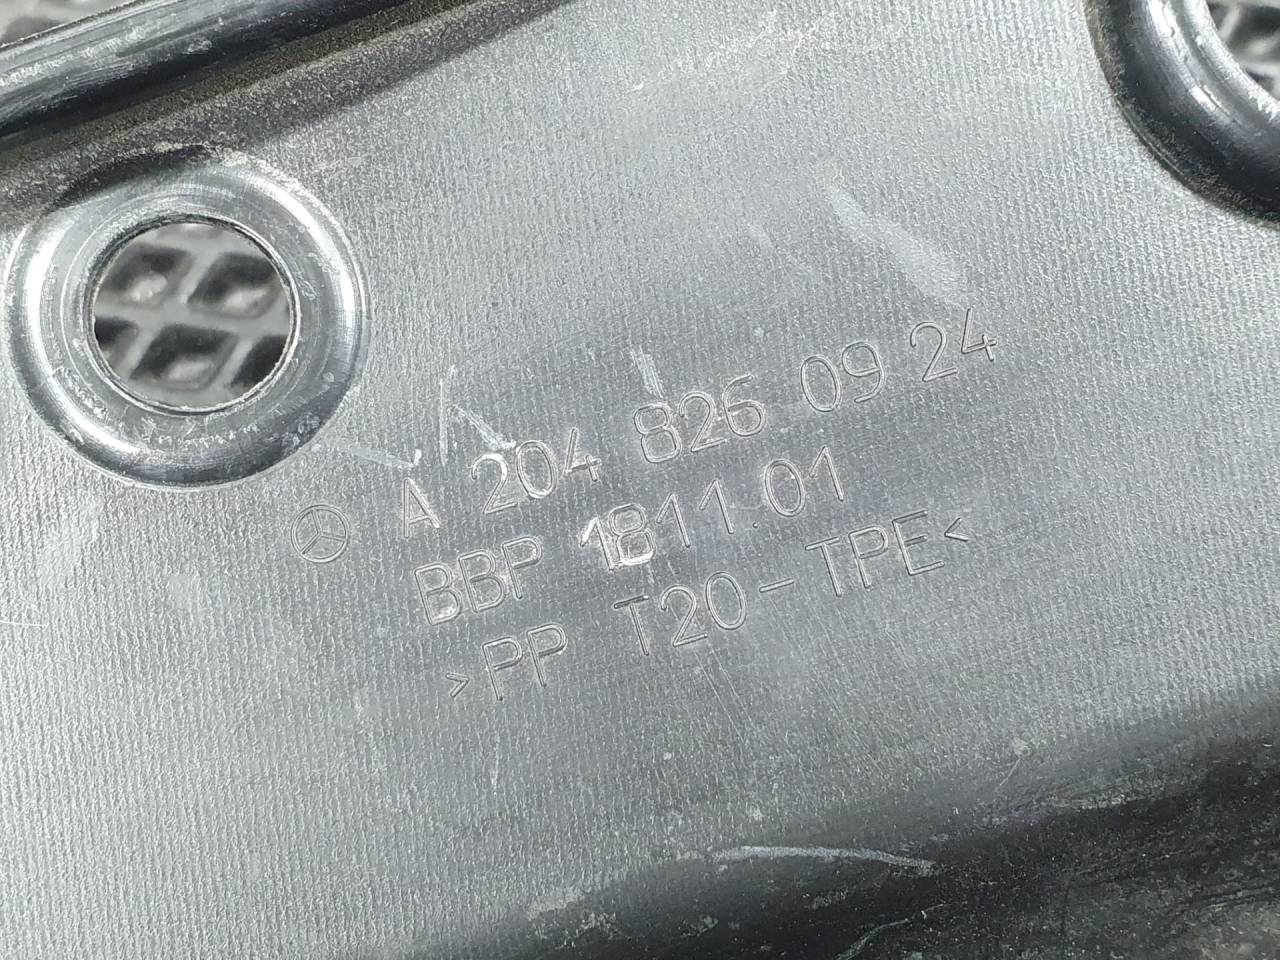 A 204 826 09 24
BBP 1811.01
>PP T20-TPE<